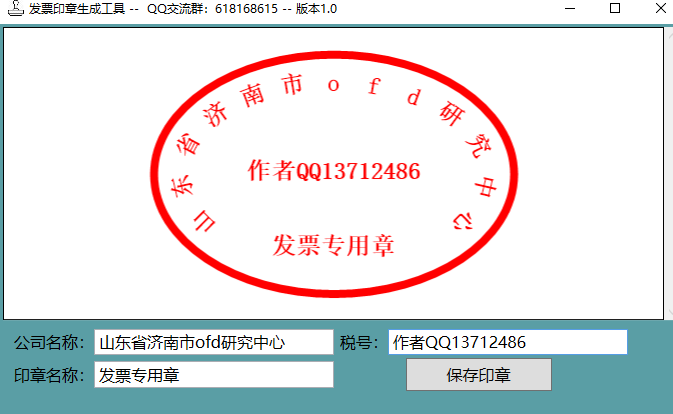 发票印章生成工具 -- QQ交流群：618168615 -- 版本1.0
山东省济南市ofd研究中心
作者QQ13712486
发票专用章
公司名称： 山东省济南市ofd研究中心 税号： 作者QQ13712486
印章名称： 发票专用章 保存印章